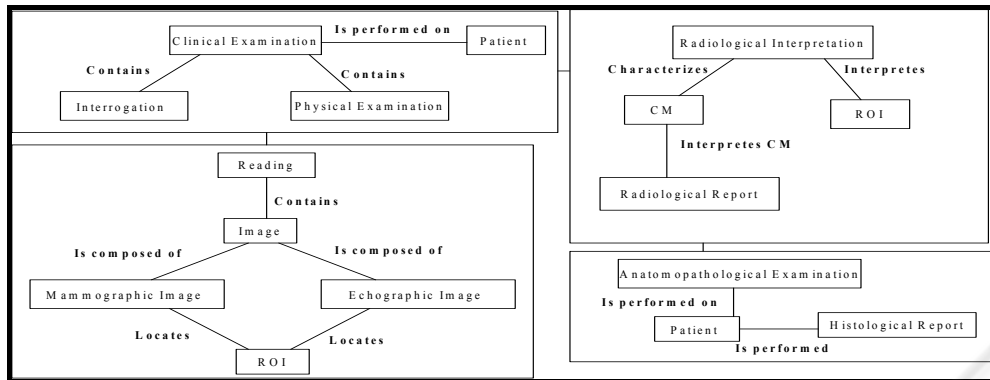 Is performed on
Clinical Examination
Patient
Contains
Contains
Interrogation
Physical Examination
Reading
Contains
Image
Is composed of
Is composed of
Mammographic Image
Echographic Image
Locates
Locates
ROI
Radiological Interpretation
Characterizes
Interpretes
CM
ROI
Interpretes CM
Radiological Report
Anatomopathological Examination
Is performed on
Patient
Histological Report
Is performed